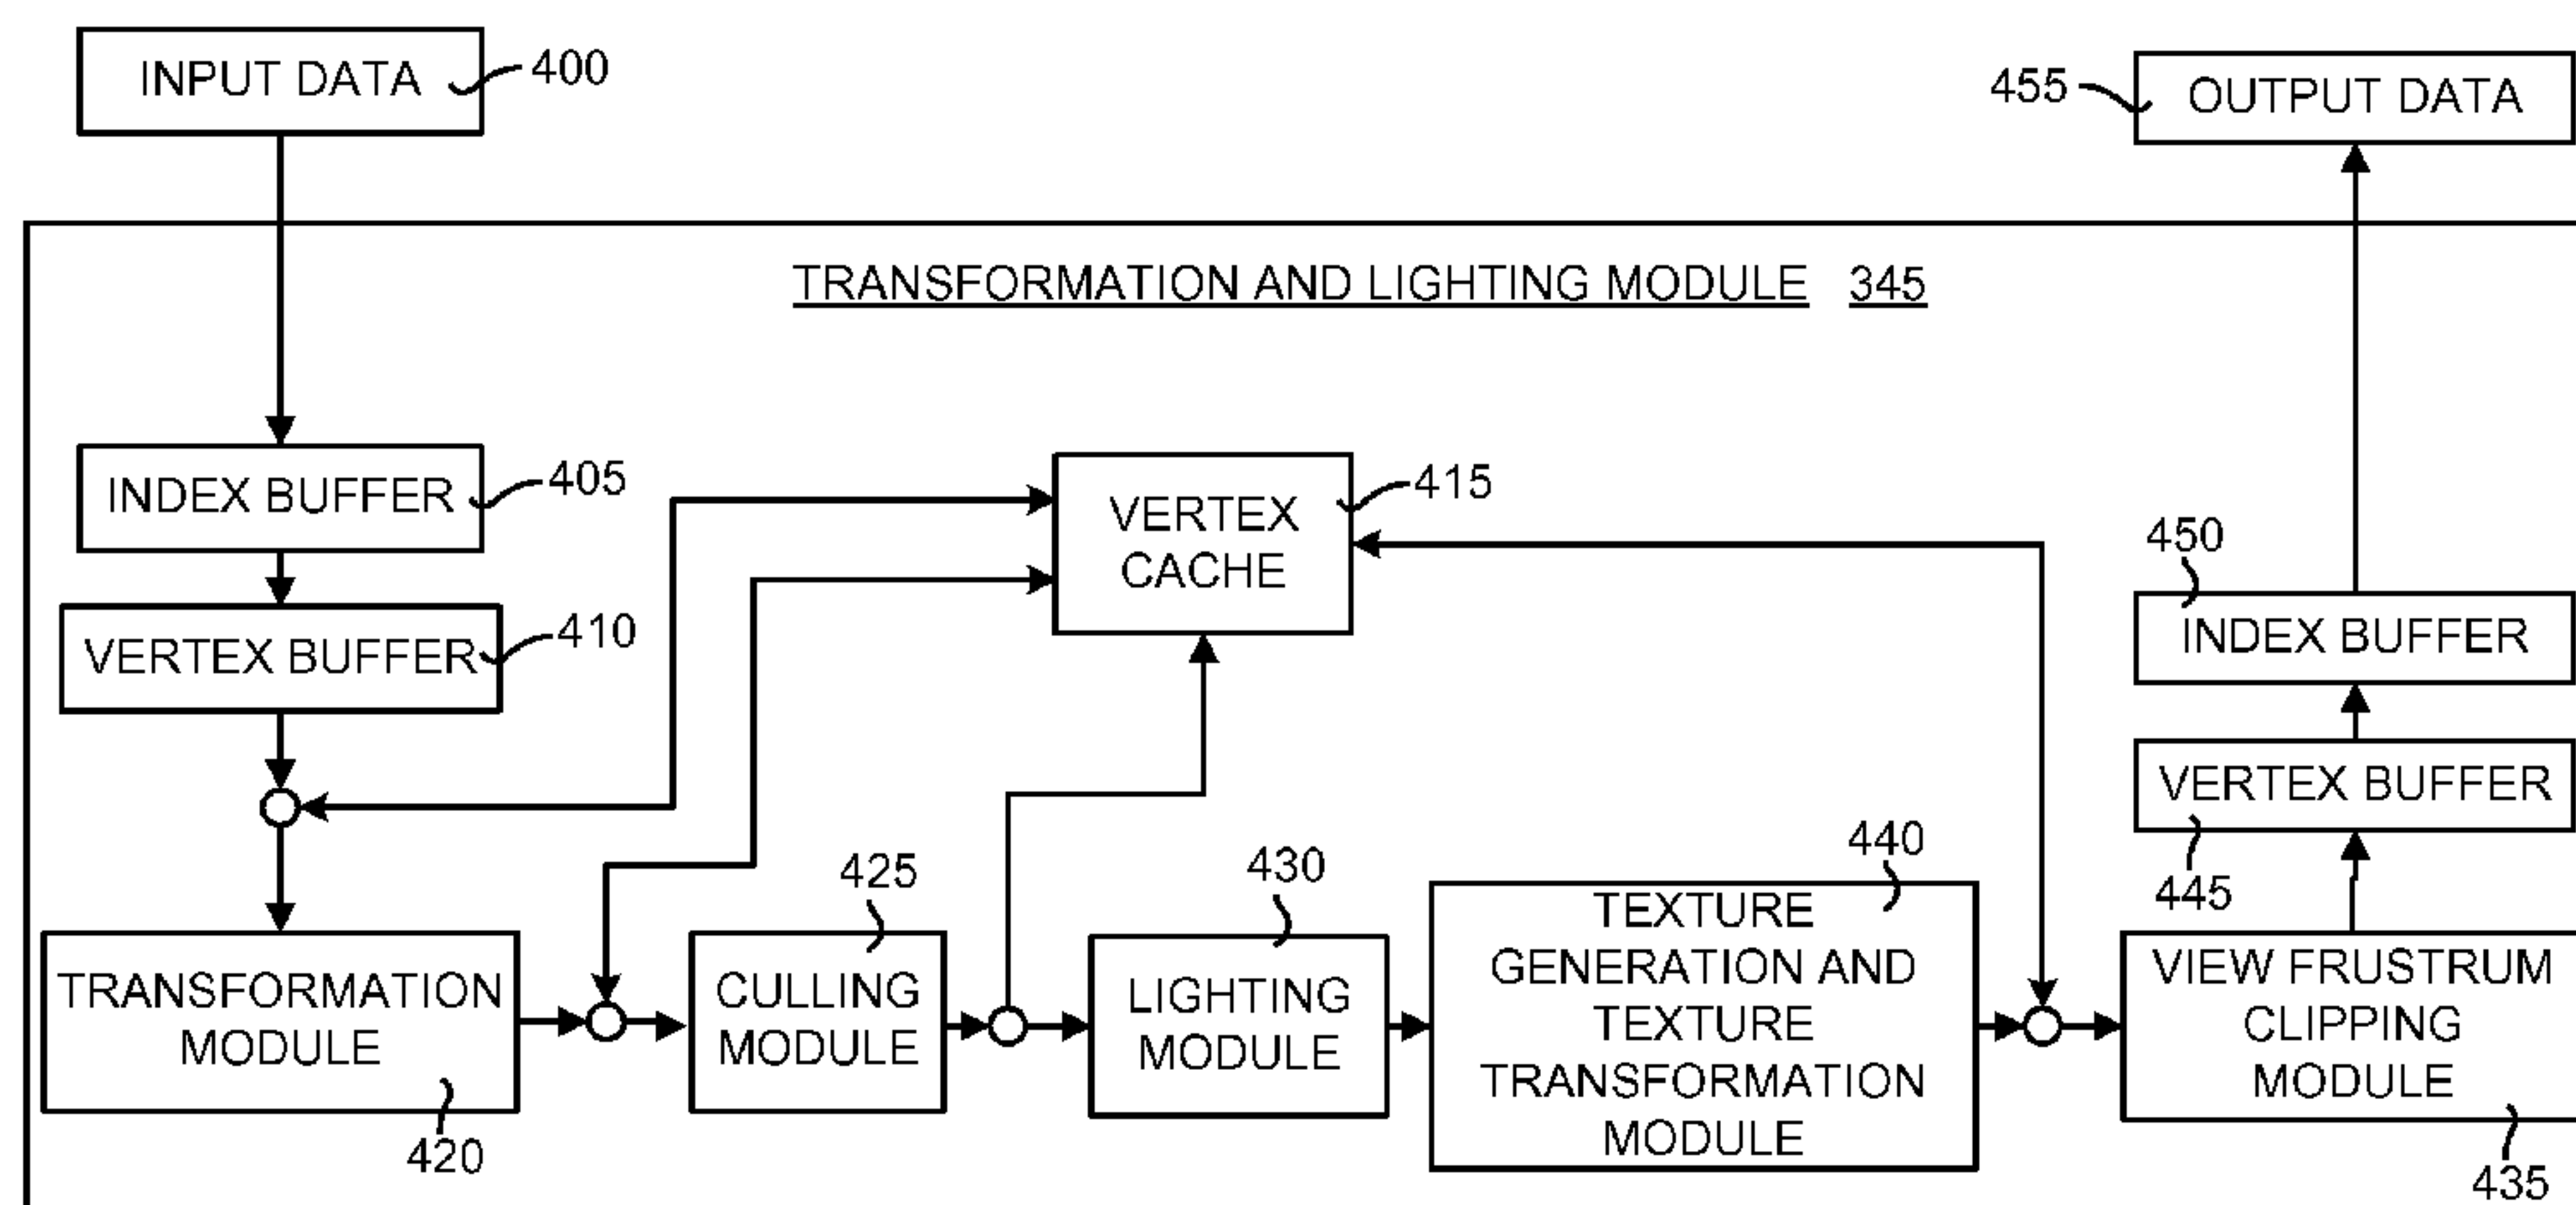 INPUT DATA
400
455
OUTPUT DATA
TRANSFORMATION AND LIGHTING MODULE 345
INDEX BUFFER
405
VERTEX
CACHE
415
VERTEX BUFFER
410
450
INDEX BUFFER
VERTEX BUFFER
445
TRANSFORMATION
MODULE
420
425
CULLING
MODULE
430
LIGHTING
MODULE
440
TEXTURE
GENERATION AND
TEXTURE
TRANSFORMATION
MODULE
VIEW FRUSTRUM
CLIPPING
MODULE
435